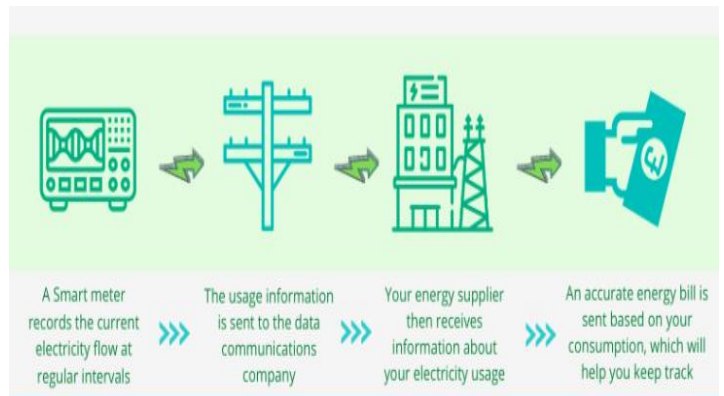 A Smart meter
records the current
electricity flow at
regular intervals
The usage information
is sent to the data
communications
company
Your energy supplier
then receives
information about
your electricity usage
An accurate energy bill is
sent based on your
consumption, which will
help you keep track
£